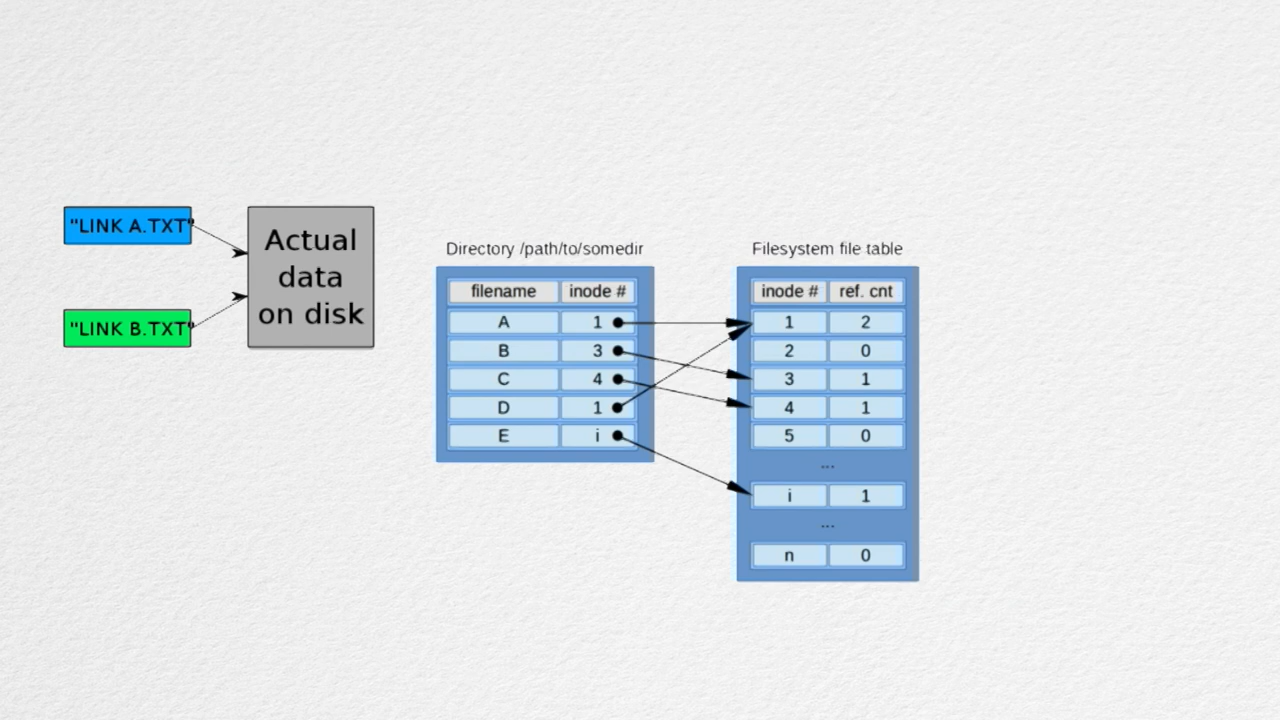 "LINK A.TXT"
"LINK B.TXT"
Actual
data
on disk
Directory /path/to/somedir
filename inode #
A 1
B 3
C 4
D 1
E i
Filesystem file table
inode # ref. cnt
1 2
2 0
3 1
4 1
5 0
...
i 1
...
n 0